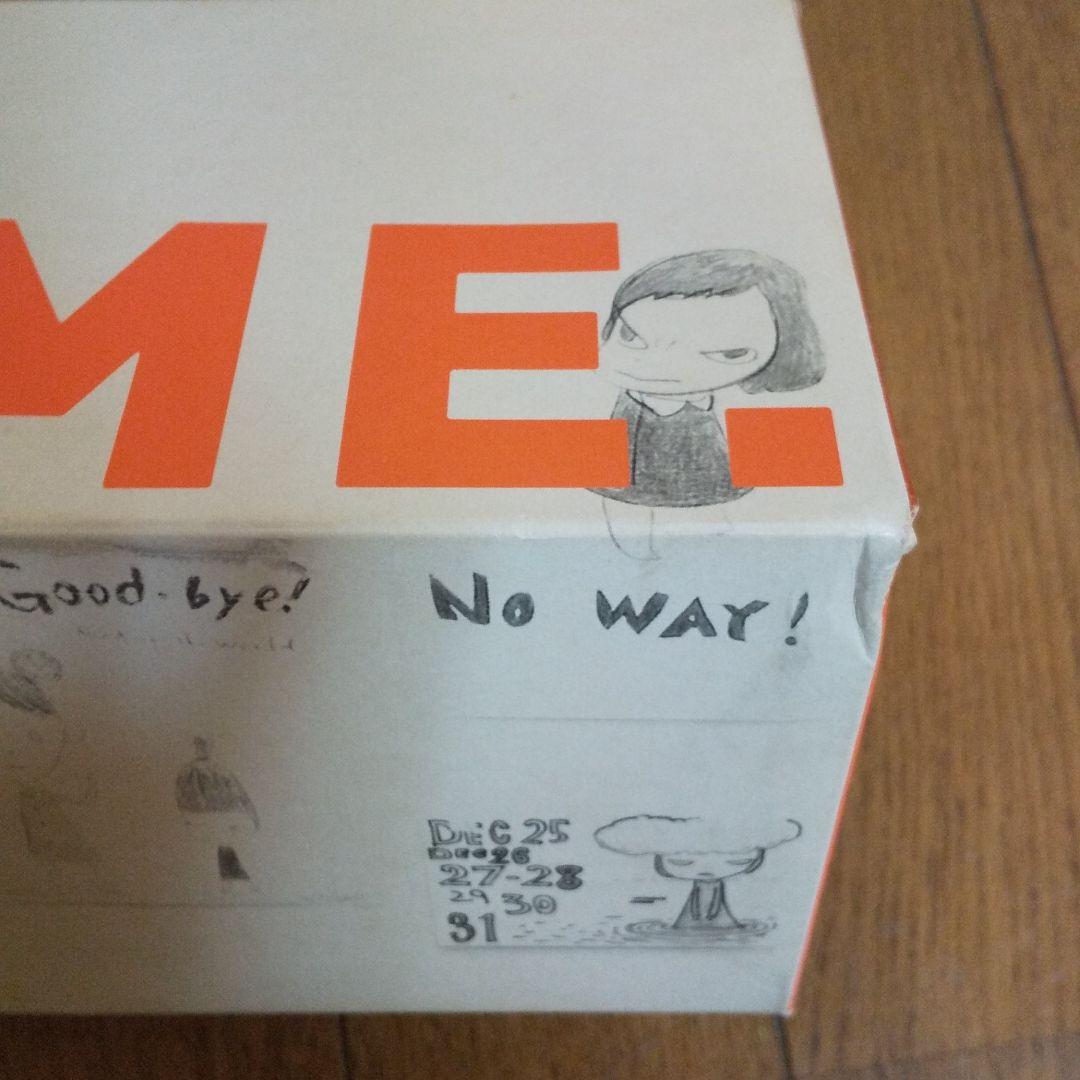 ME.
Good-bye!
No WAY!
DEC 25
DEC 26
27-28
29 30
31